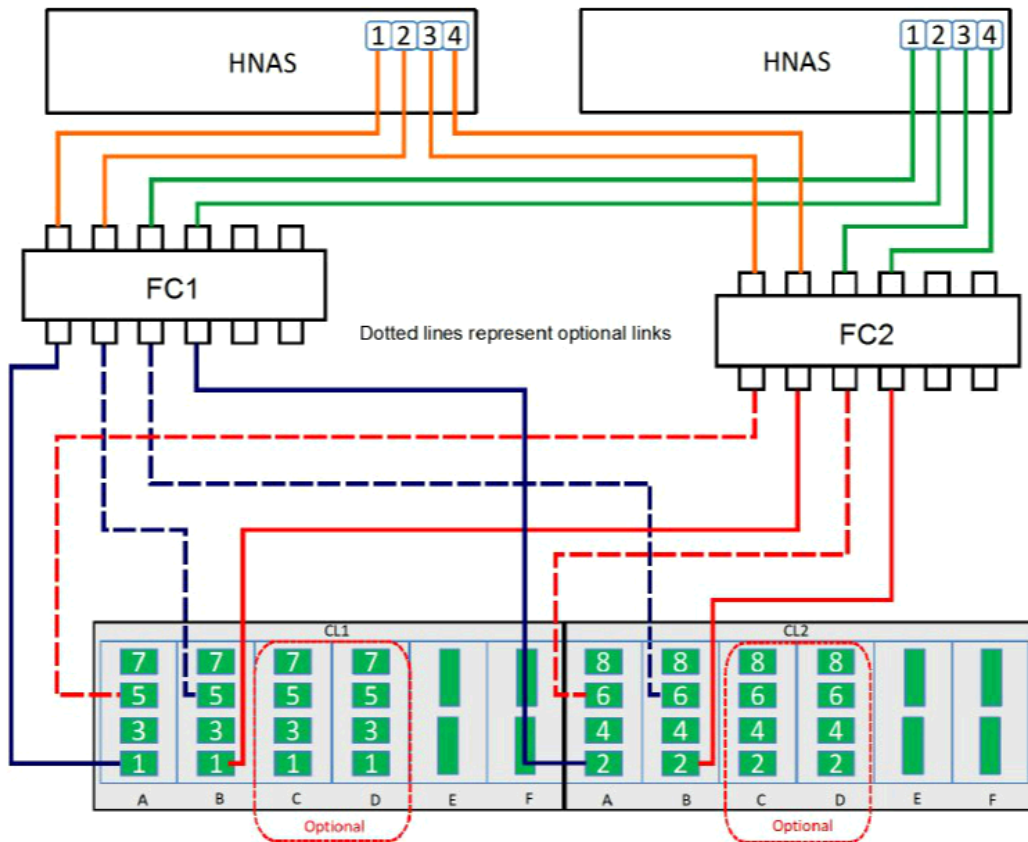 1 2 3 4
HNAS
1 2 3 4
HNAS
FC1
Dotted lines represent optional links
FC2
CL1
CL2
7 7 7 7
8 8 8 8
5 5 5 5
6 6 6 6
3 3 3 3
4 4 4 4
1 1 1 1
2 2 2 2
A B C D E F
A B C D E F
Optional
Optional